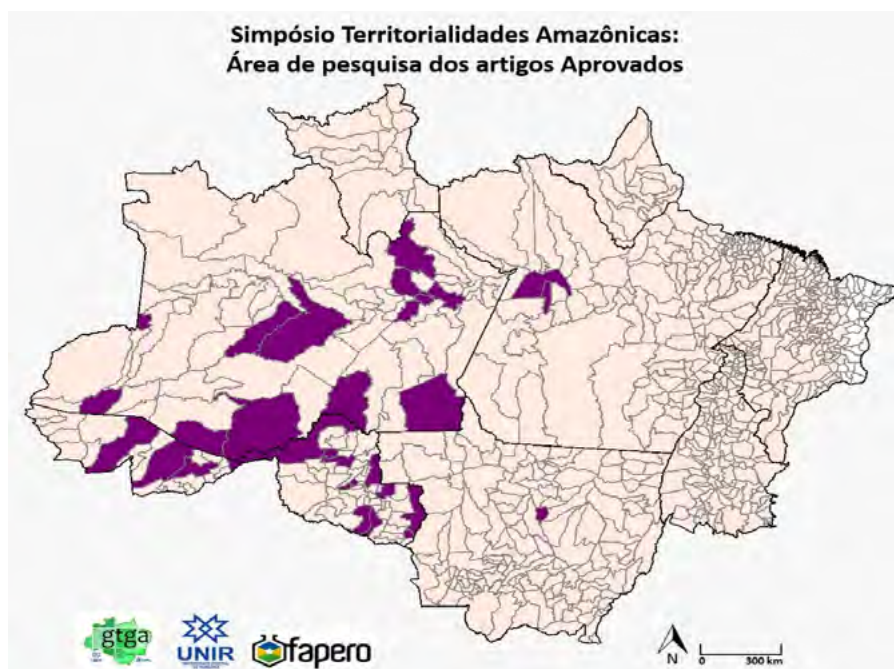 Simpósio Territorialidades Amazônicas:
Área de pesquisa dos artigos Aprovados
gtga
UNIR
fapero
N
0
300 km